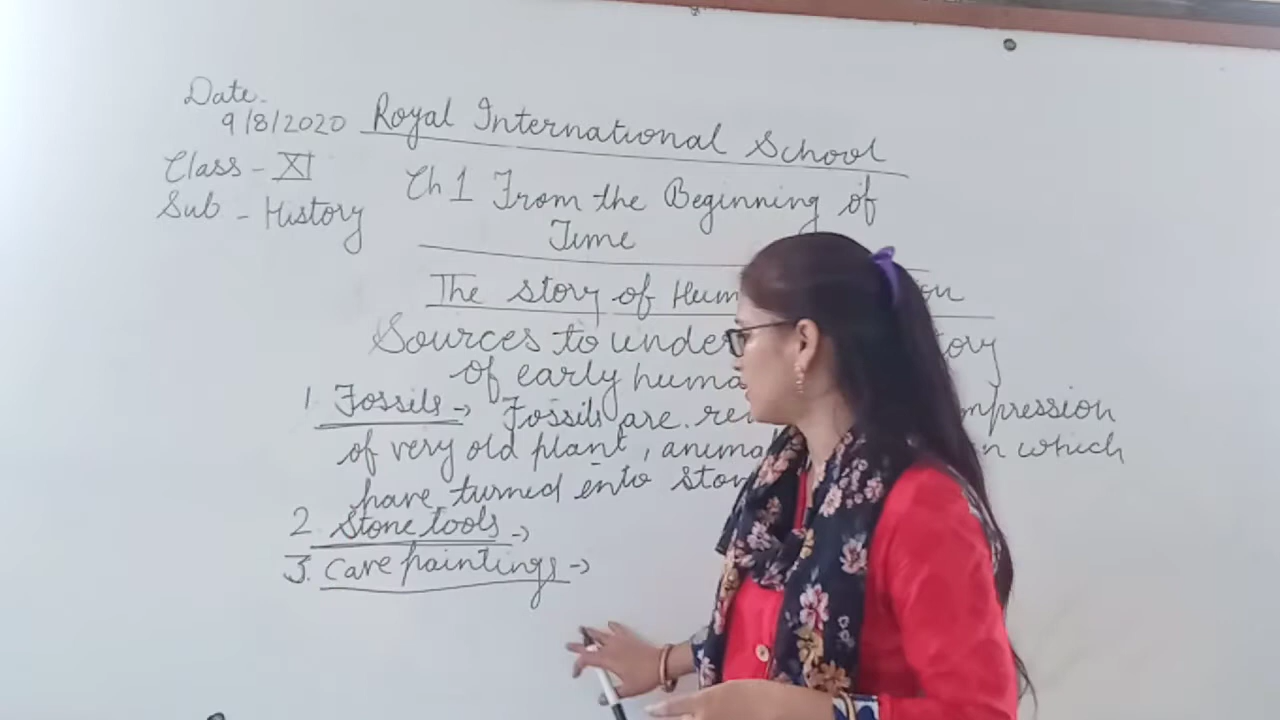 Date
9/8/2020 Royal International School
Class - XI
Ch 1 From the Beginning of
Sub - History
Time
The story of
Sources to
of early
1. Fossils → Fossils are
of very old plant, which
have turned into
2 Stone tools →
3. Cave paintings →